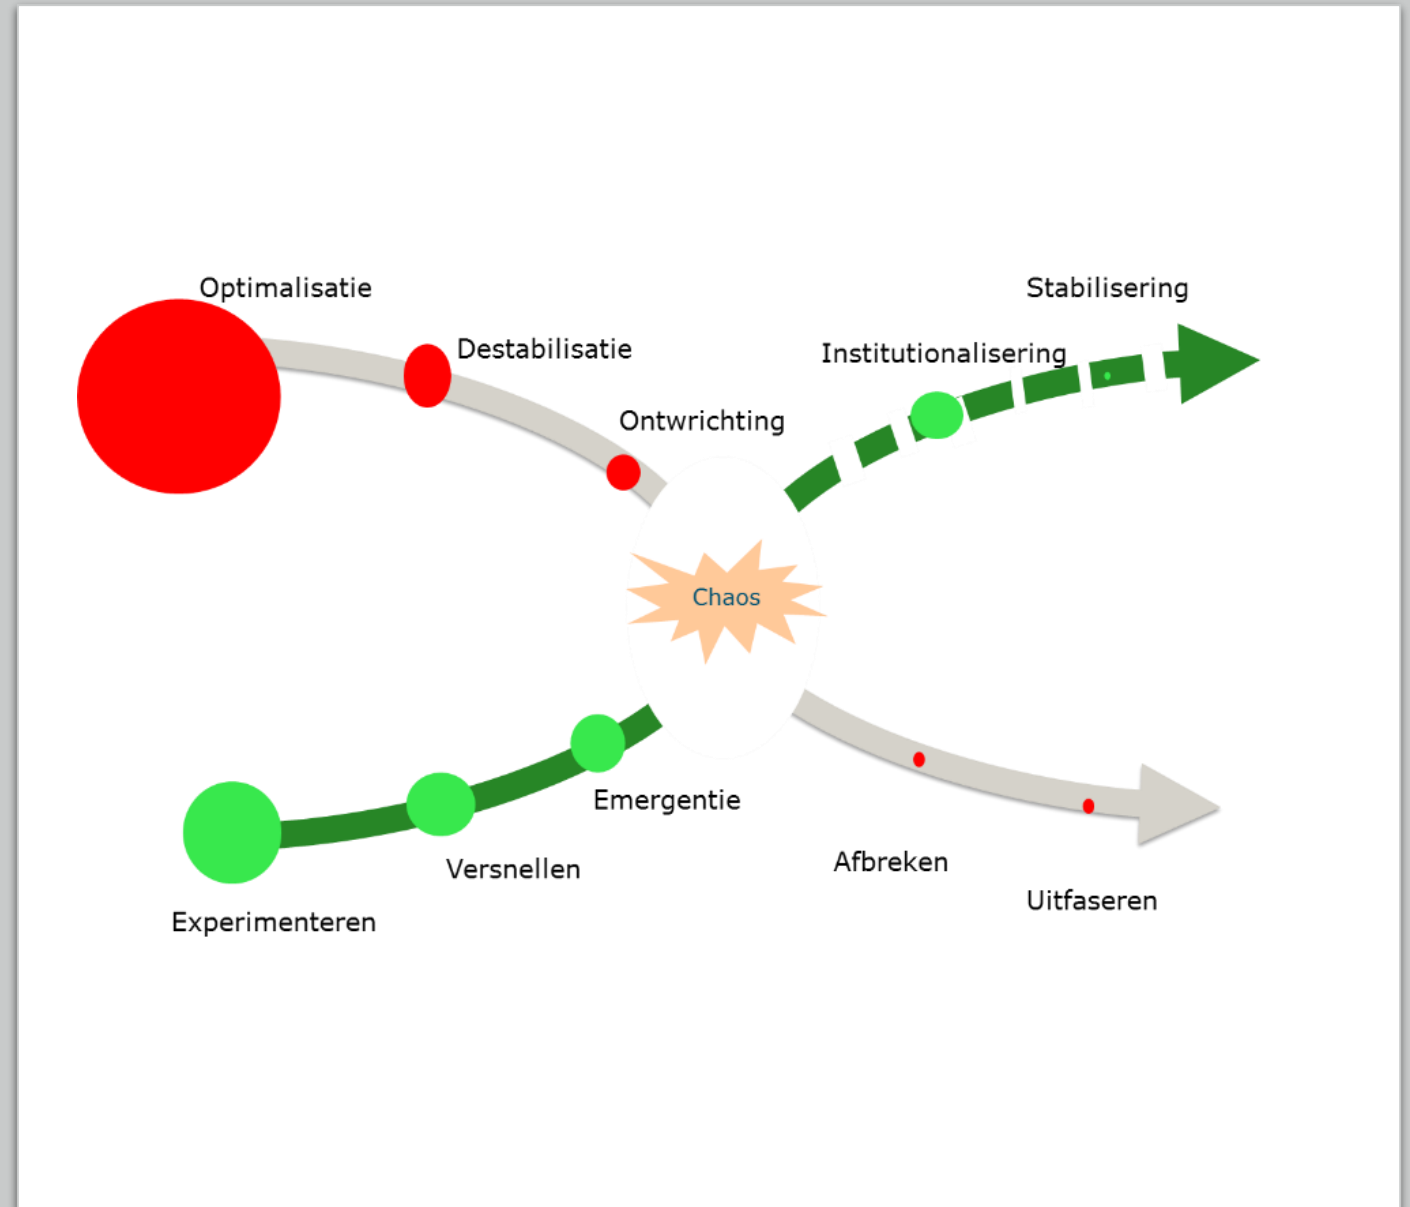 Optimalisatie
Stabilisering
Destabilisatie
Institutionalisering
Ontwrichting
Chaos
Emergentie
Versnellen
Afbreken
Uitfaseren
Experimenteren